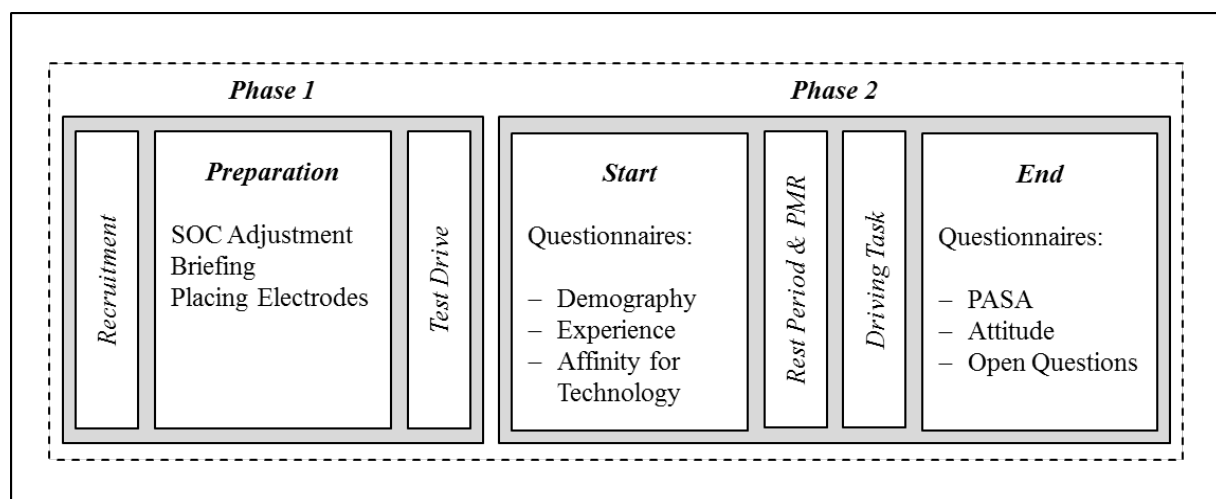 Phase 1
Recruitment
Preparation
SOC Adjustment
Briefing
Placing Electrodes
Test Drive
Phase 2
Start
Questionnaires:
– Demography
– Experience
– Affinity for
Technology
Rest Period & PMR
Driving Task
End
Questionnaires:
– PASA
– Attitude
– Open Questions